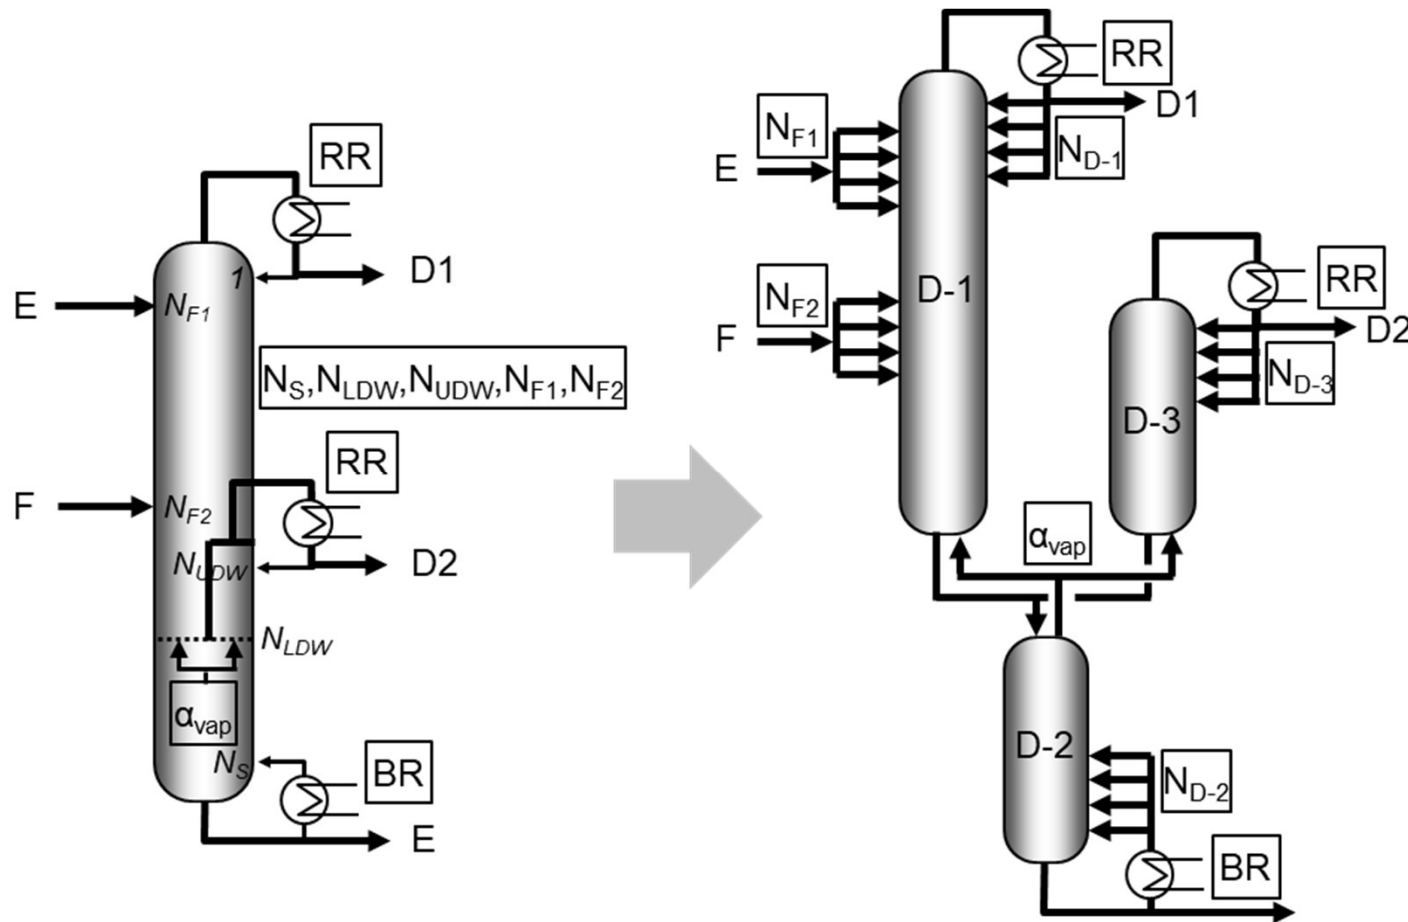 RR
1
D1
E
N_F1
N_S,N_LDW,N_UDW,N_F1,N_F2
RR
F
N_F2
N_UDW
D2
N_LDW
α_vap
N_S
BR
E
RR
N_F1
D1
N_D-1
E
N_F2
D-1
F
RR
D2
N_D-3
D-3
α_vap
D-2
N_D-2
BR